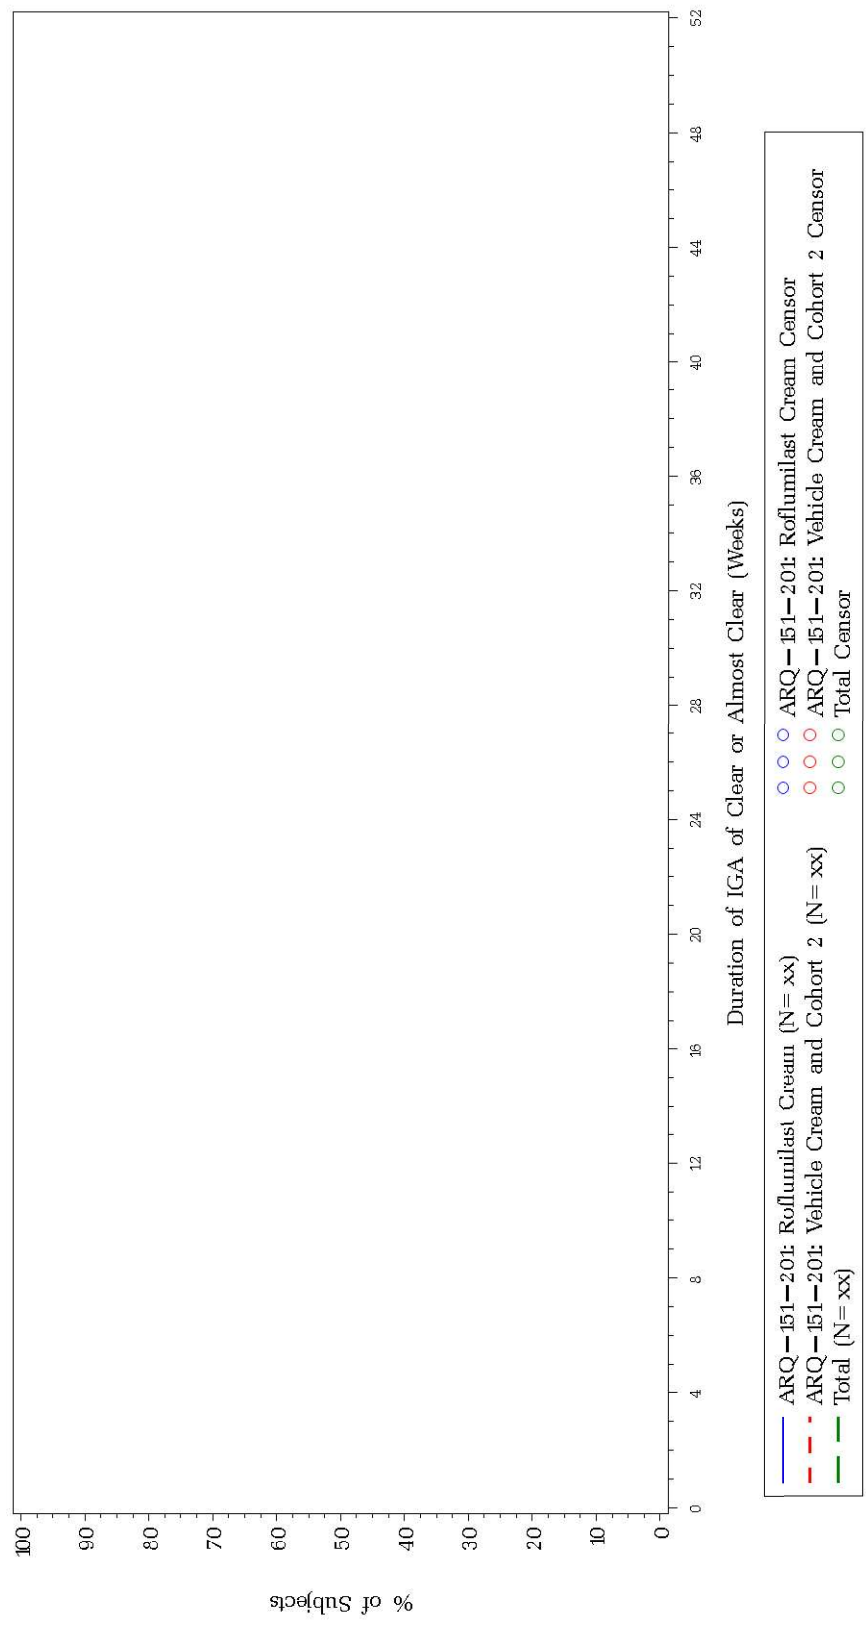 % of Subjects
100
90
80
70
60
50
40
30
20
10
0
0 4 8 12 16 20 24 28 32 36 40 44 48 52
Duration of IGA of Clear or Almost Clear (Weeks)
ARQ-151-201: Roflumilast Cream (N= xx) ARQ-151-201: Roflumilast Cream Censor
ARQ-151-201: Vehicle Cream and Cohort 2 (N= xx) ARQ-151-201: Vehicle Cream and Cohort 2 Censor
Total (N= xx) Total Censor